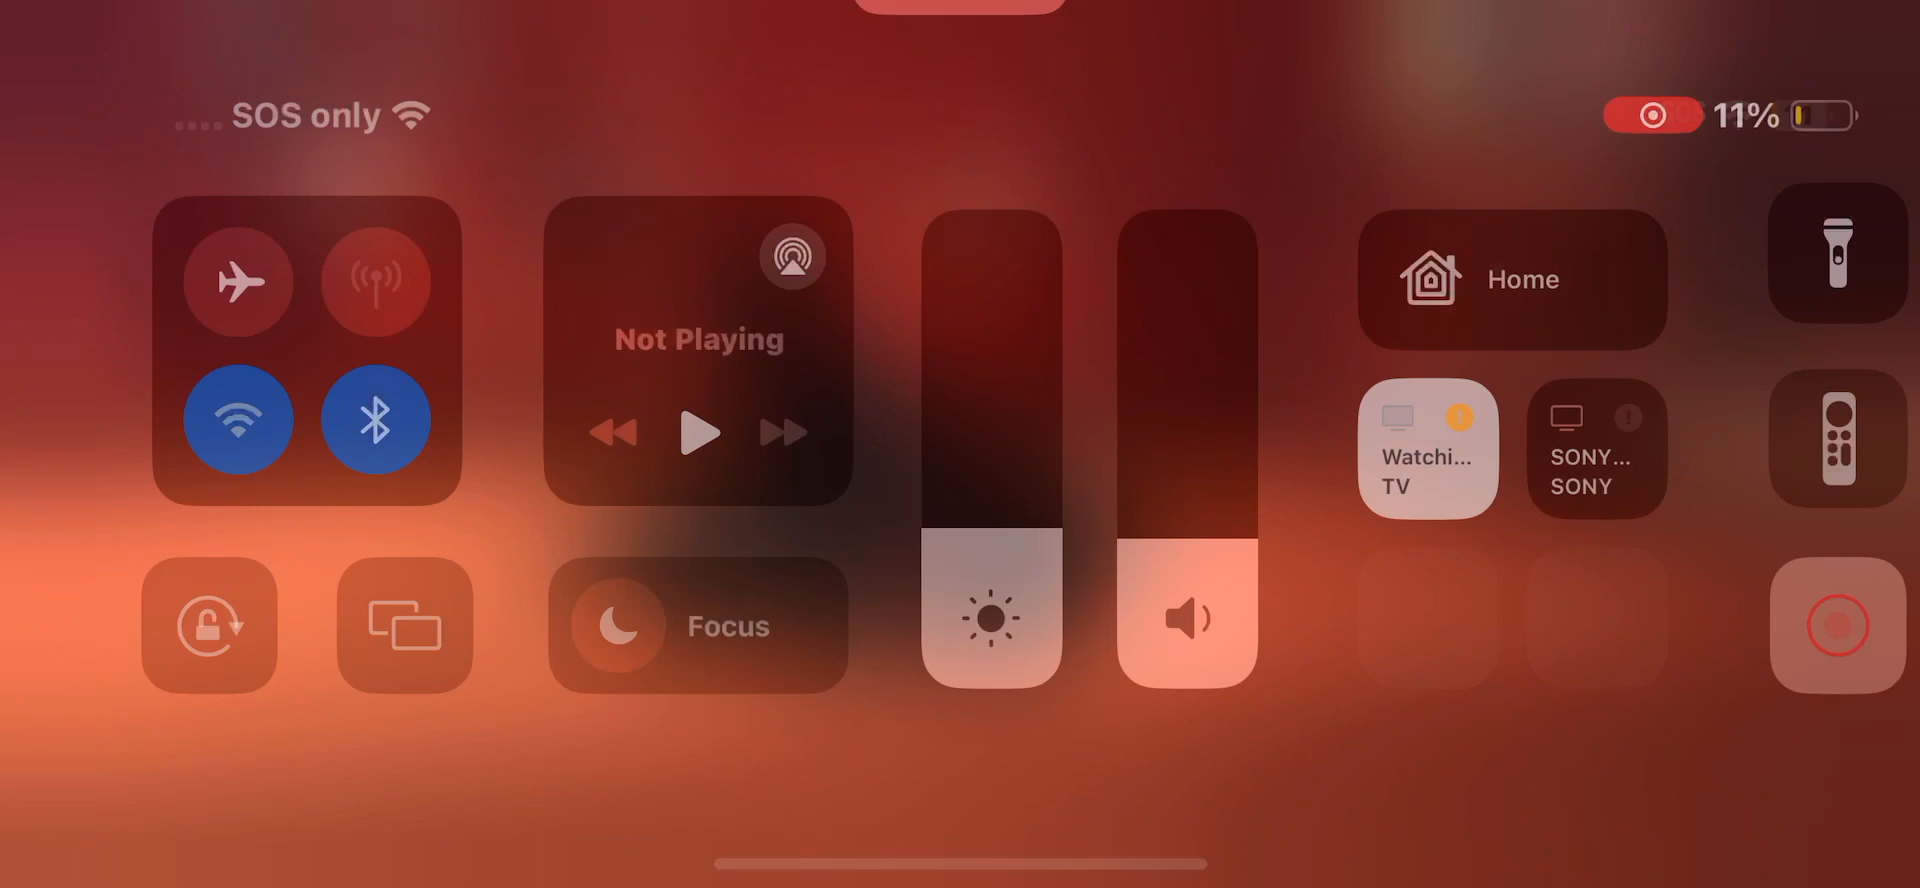 SOS only
11%
Not Playing
Home
Watchi...
TV
SONY...
SONY
Focus